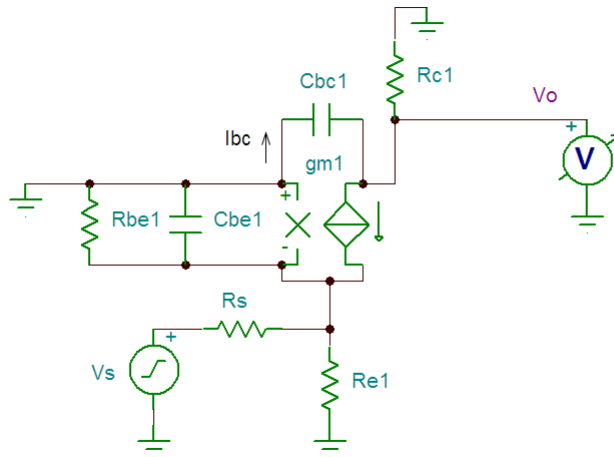 Cbc1
Rc1
Vo
Ibc
gm1
+
V
+
Rbe1
Cbe1
-
Rs
+
Vs
Re1